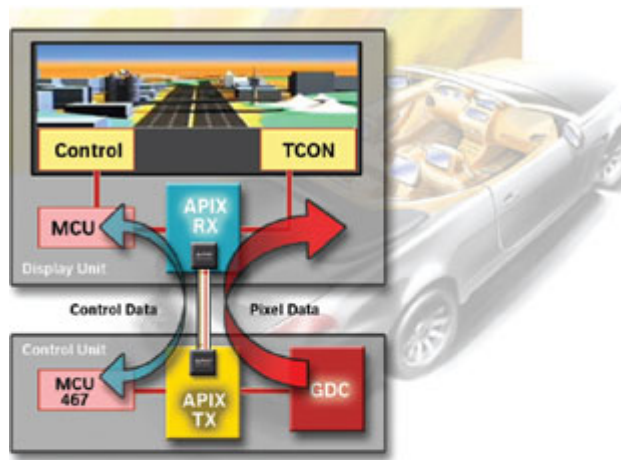 Control
TCON
APIX
RX
MCU
Display Unit
Control Data
Pixel Data
Control Unit
MCU
467
APIX
TX
GDC